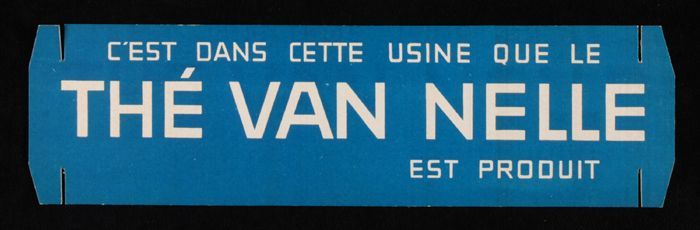 C'EST DANS CETTE USINE QUE LE
THÉ VAN NELLE
EST PRODUIT